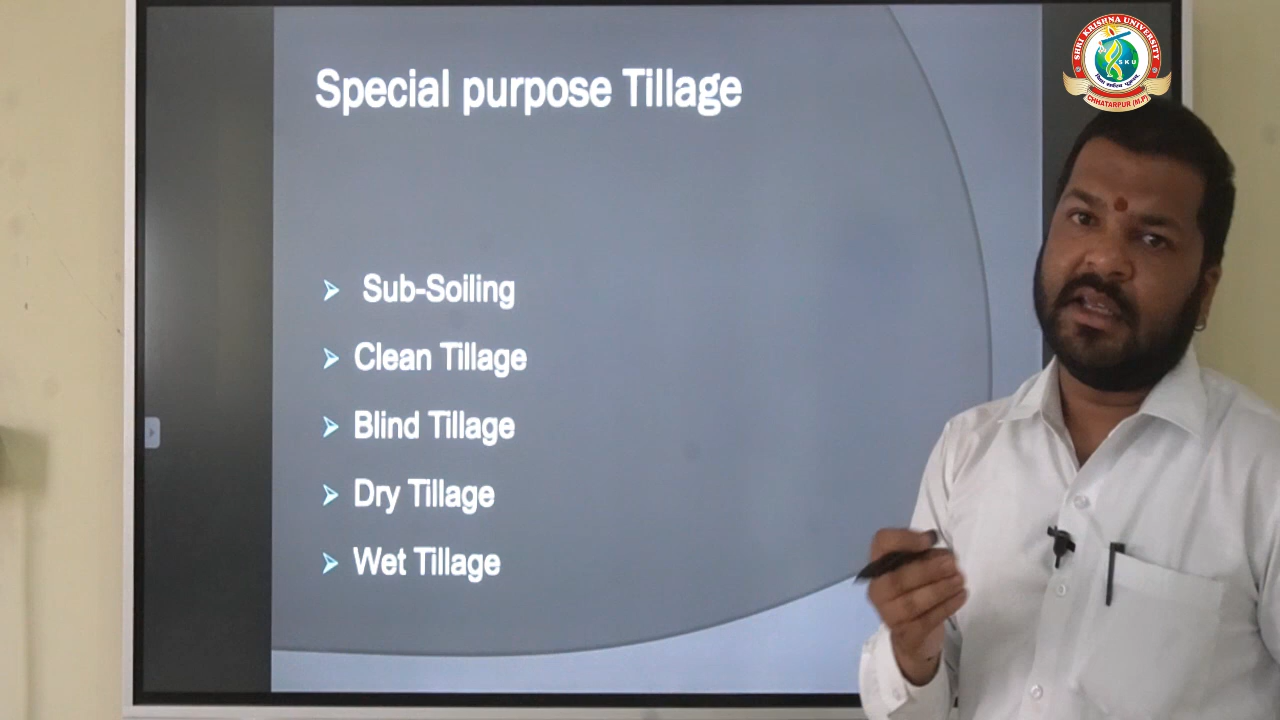 Special purpose Tillage
➢ Sub-Soiling
➢ Clean Tillage
➢ Blind Tillage
➢ Dry Tillage
➢ Wet Tillage
SHRI KRISHNA UNIVERSITY
SKU
CHHATARPUR (M.P)